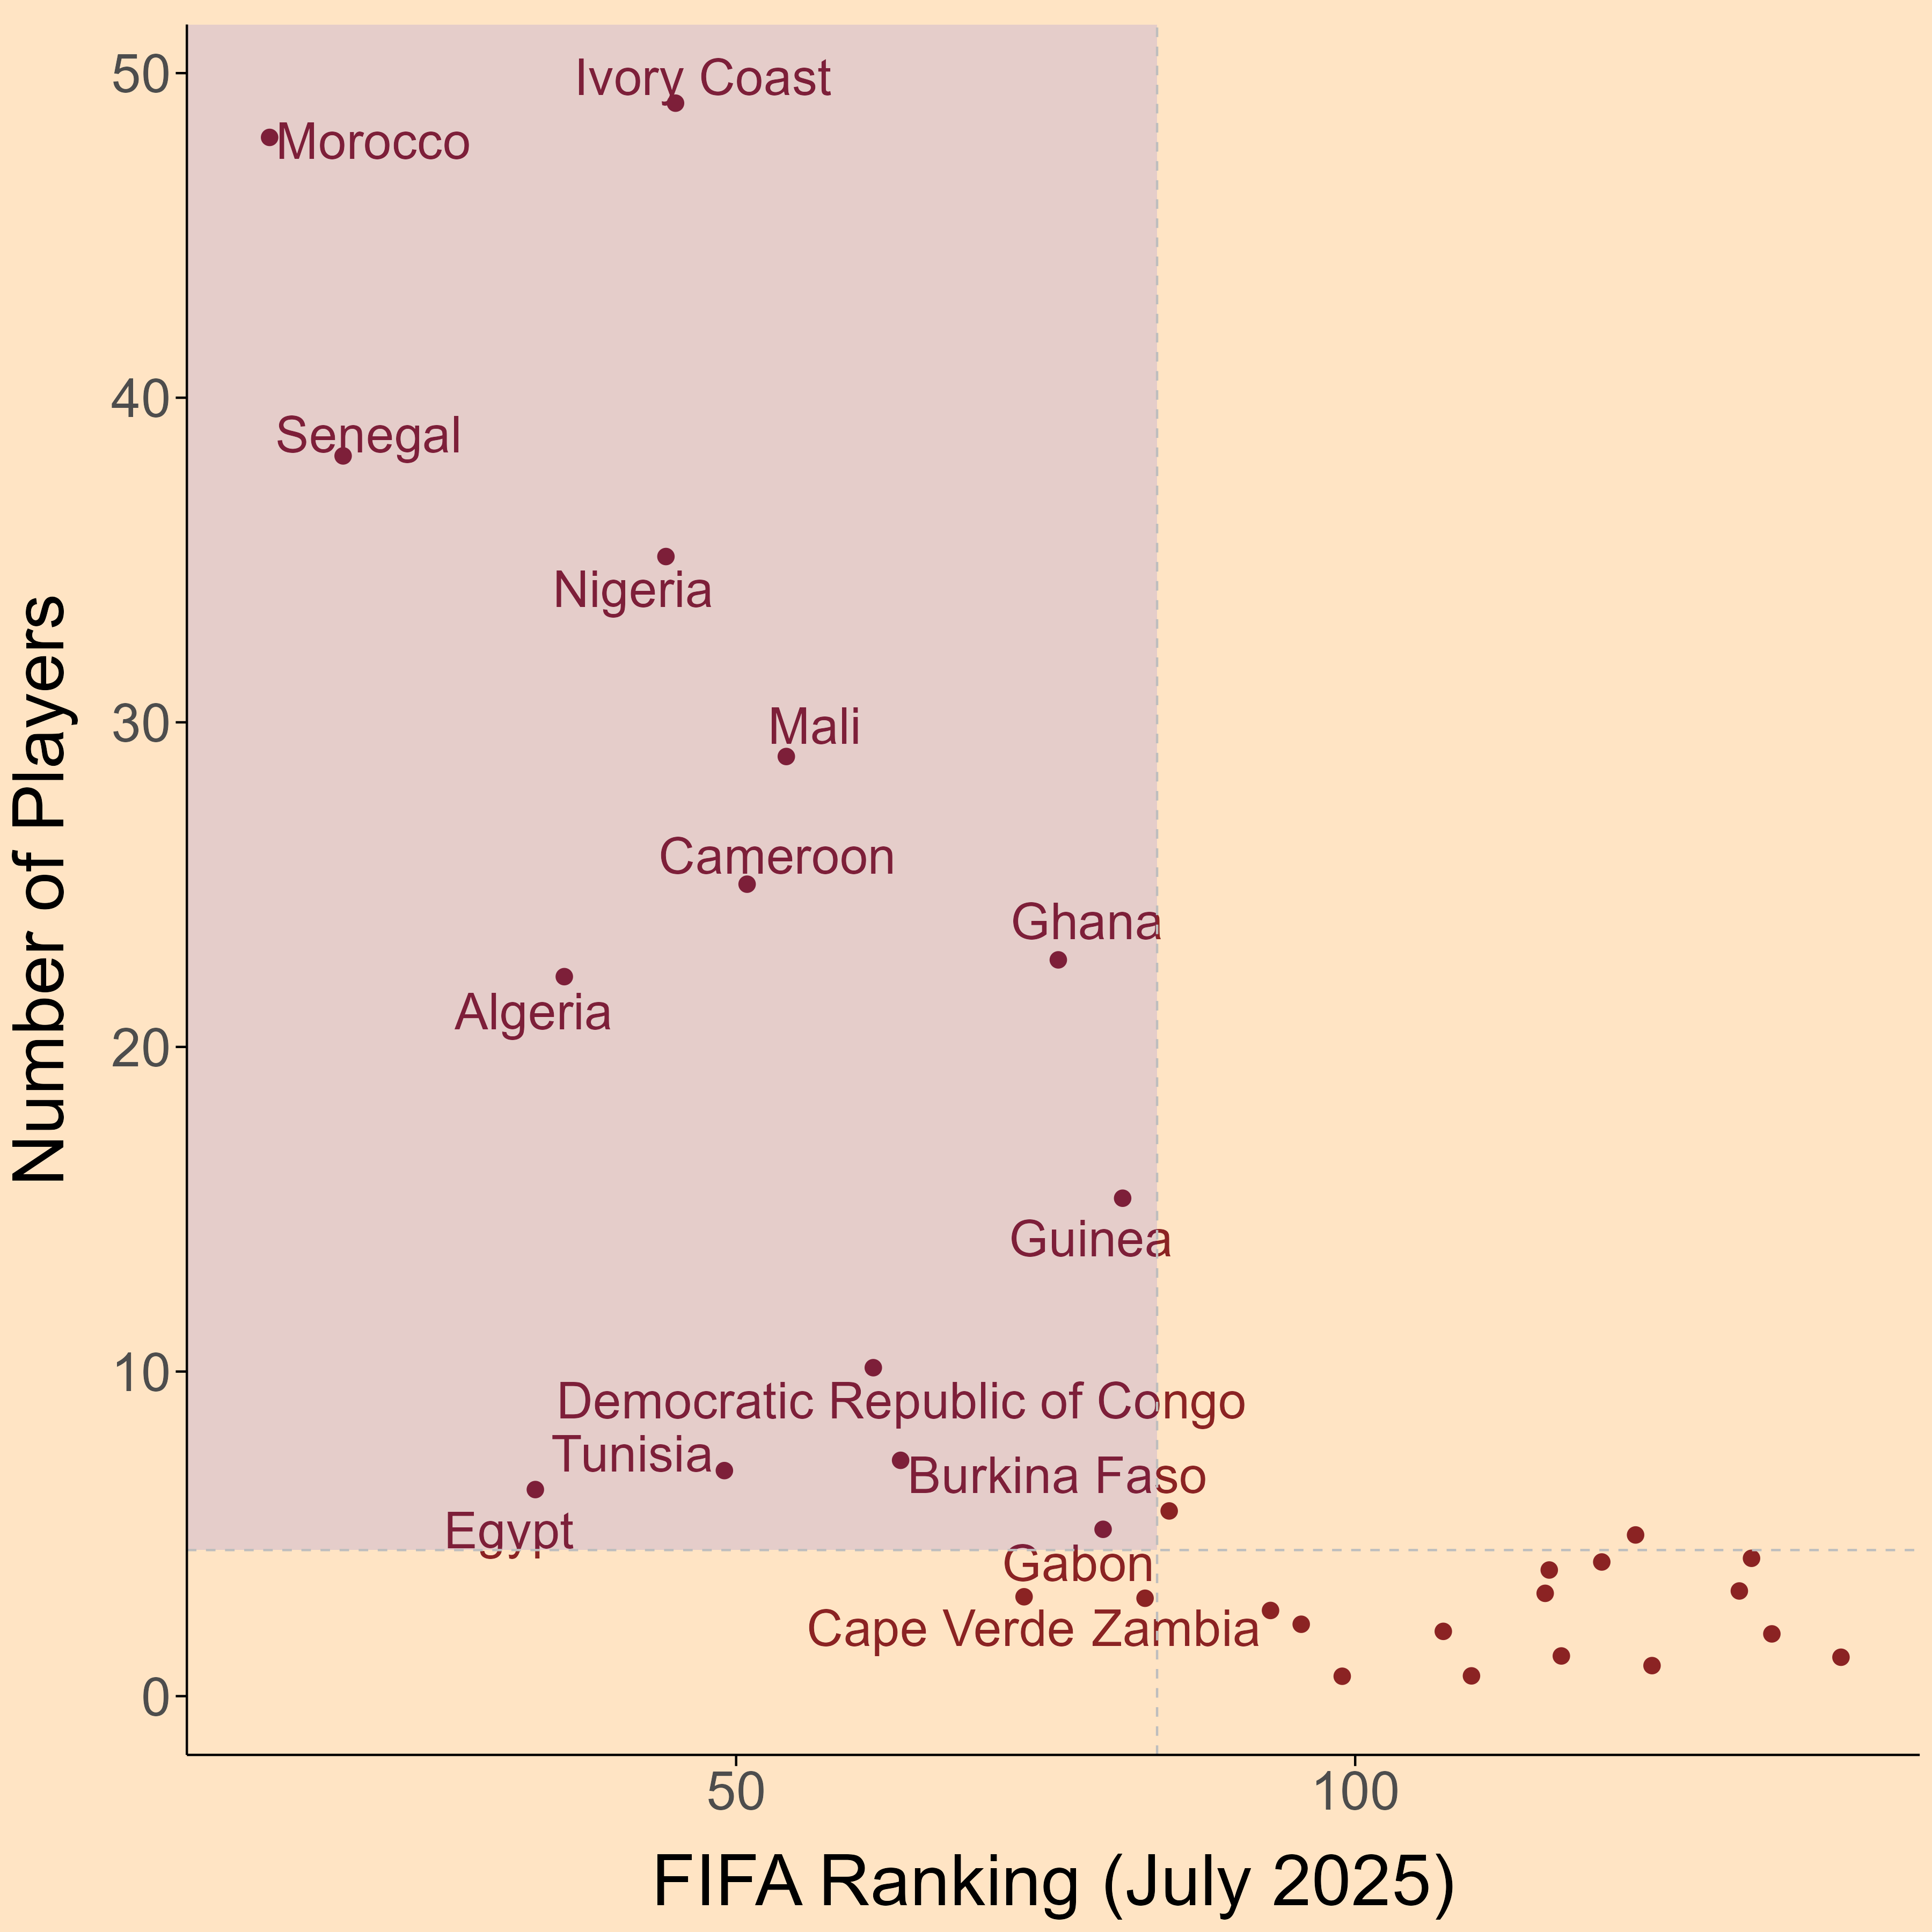 50
Ivory Coast
Morocco
40
Senegal
Nigeria
30
Mali
Cameroon
Ghana
Algeria
20
Guinea
10
Democratic Republic of Congo
Tunisia
Burkina Faso
Egypt
Gabon
Cape Verde Zambia
0
50
100
Number of Players
FIFA Ranking (July 2025)